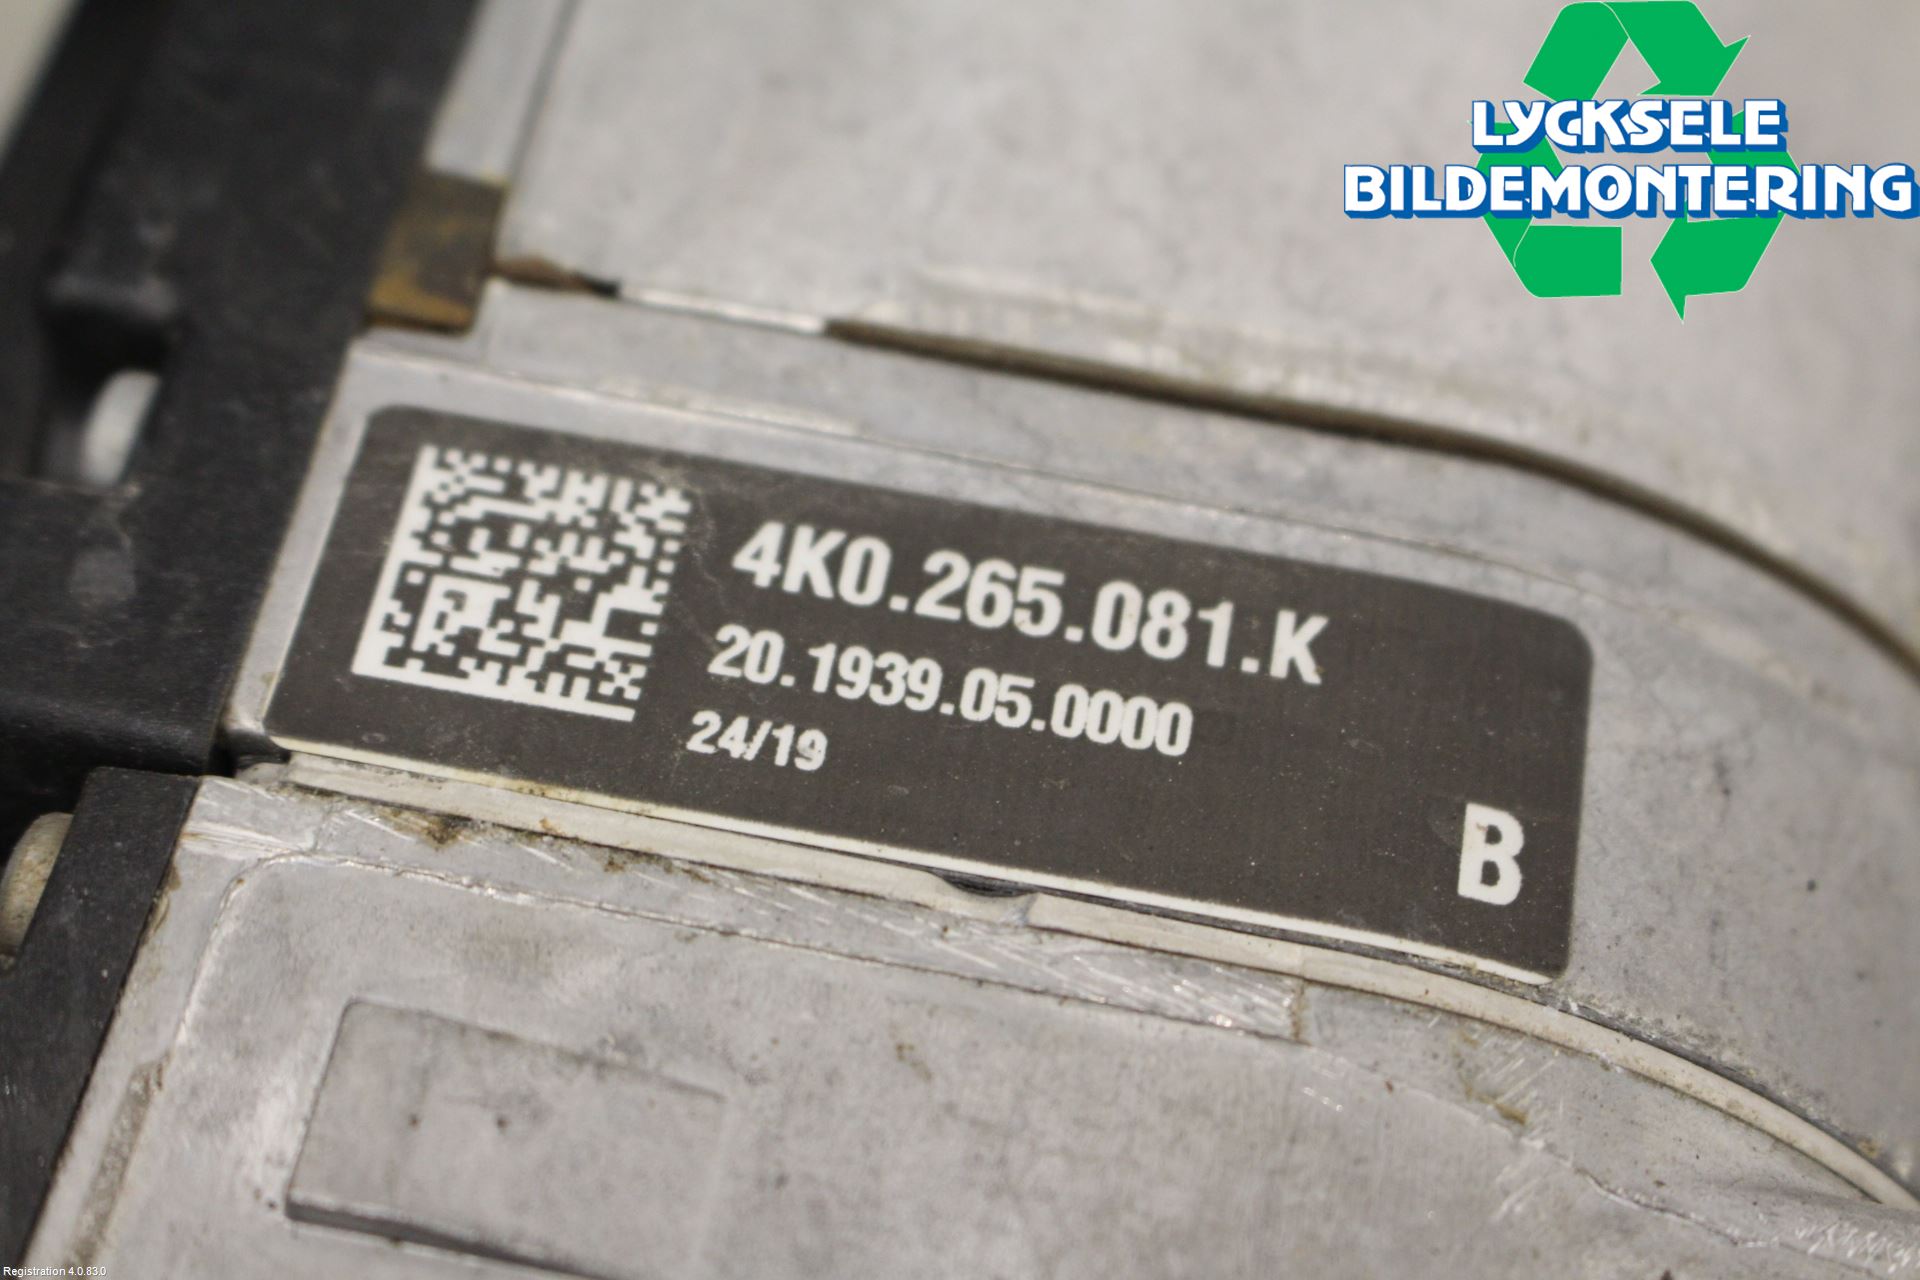 LYCKSELE
BILDEMONTERING
4K0.265.081.K
20.1939.05.0000
24/19
B
Registration 4.0.83.0